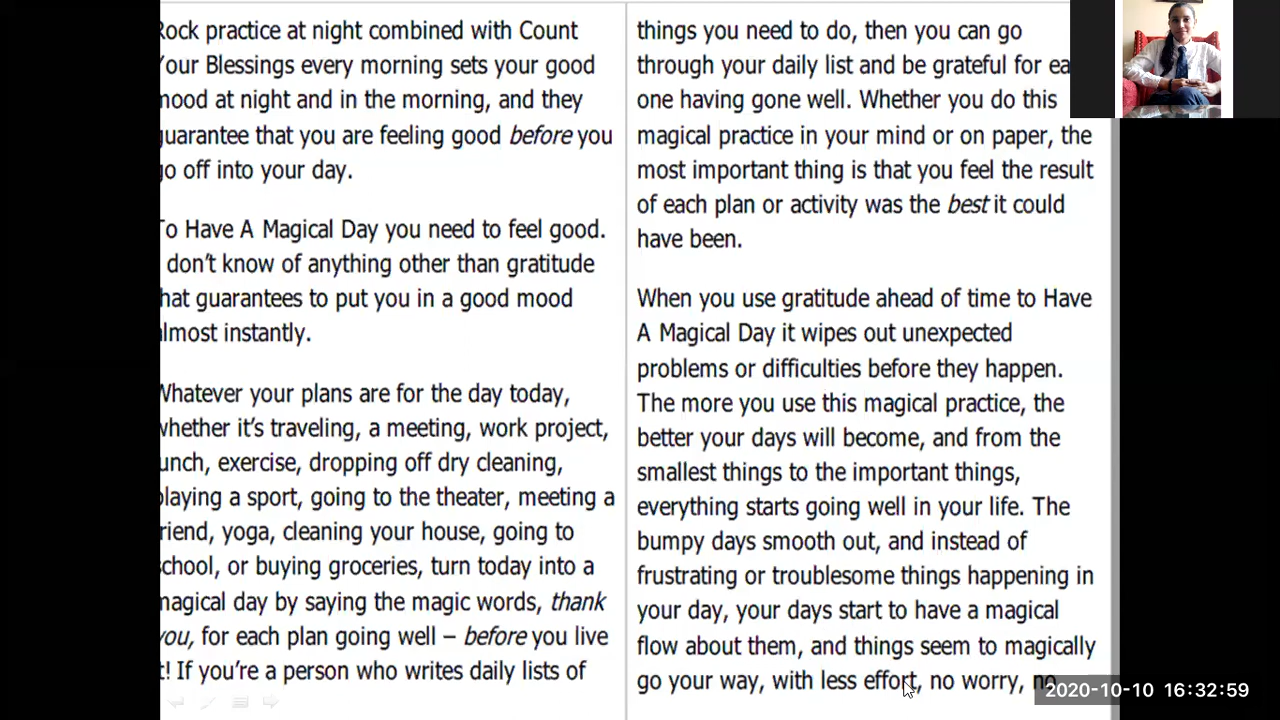 Rock practice at night combined with Count
Your Blessings every morning sets your good
mood at night and in the morning, and they
guarantee that you are feeling good before you
go off into your day.
To Have A Magical Day you need to feel good.
don't know of anything other than gratitude
that guarantees to put you in a good mood
almost instantly.
Whatever your plans are for the day today,
whether it's traveling, a meeting, work project,
lunch, exercise, dropping off dry cleaning,
playing a sport, going to the theater, meeting a
friend, yoga, cleaning your house, going to
school, or buying groceries, turn today into a
magical day by saying the magic words, thank
you, for each plan going well – before you live
it! If you're a person who writes daily lists of
things you need to do, then you can go
through your daily list and be grateful for
one having gone well. Whether you do this
magical practice in your mind or on paper, the
most important thing is that you feel the result
of each plan or activity was the best it could
have been.
When you use gratitude ahead of time to Have
A Magical Day it wipes out unexpected
problems or difficulties before they happen.
The more you use this magical practice, the
better your days will become, and from the
smallest things to the important things,
everything starts going well in your life. The
bumpy days smooth out, and instead of
frustrating or troublesome things happening in
your day, your days start to have a magical
flow about them, and things seem to magically
go your way, with less effort, no worry, no
2020-10-10 16:32:59